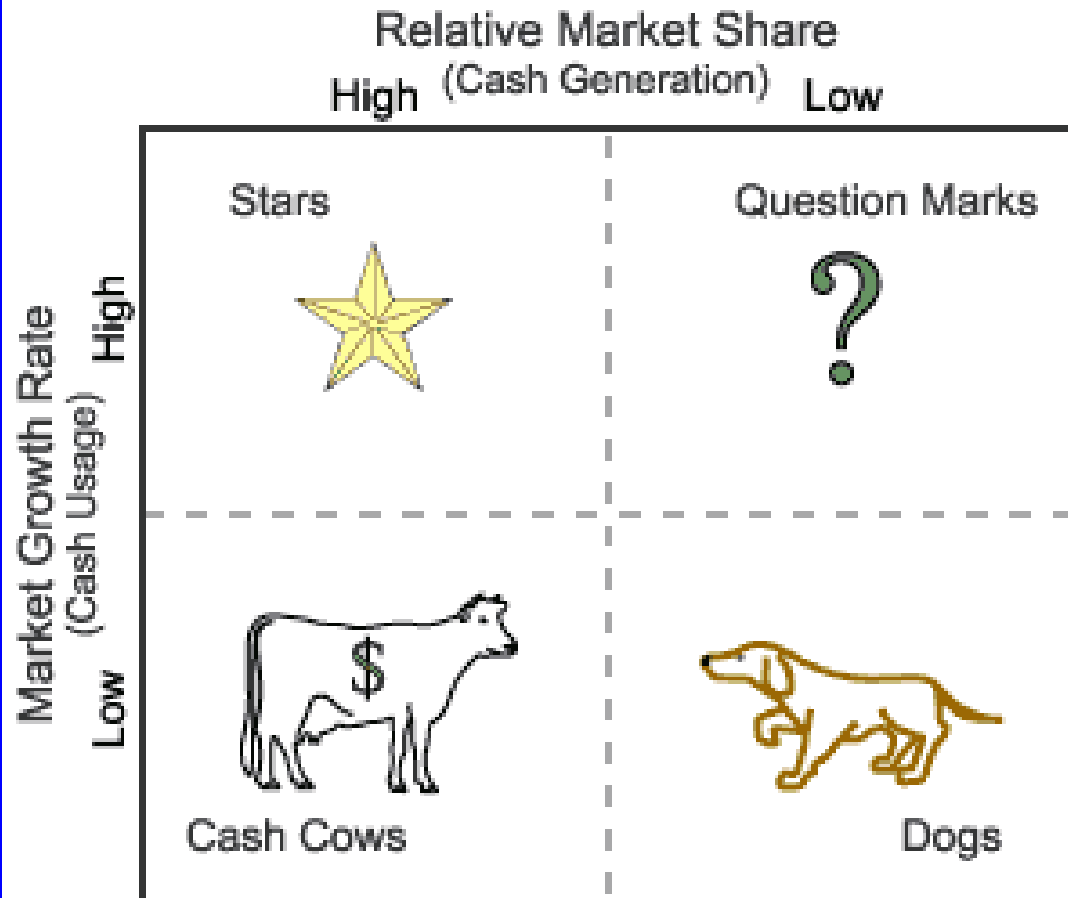 Relative Market Share
(Cash Generation)
High
Low
Stars
Question Marks
Market Growth Rate
(Cash Usage)
High
Low
$
?
Cash Cows
Dogs